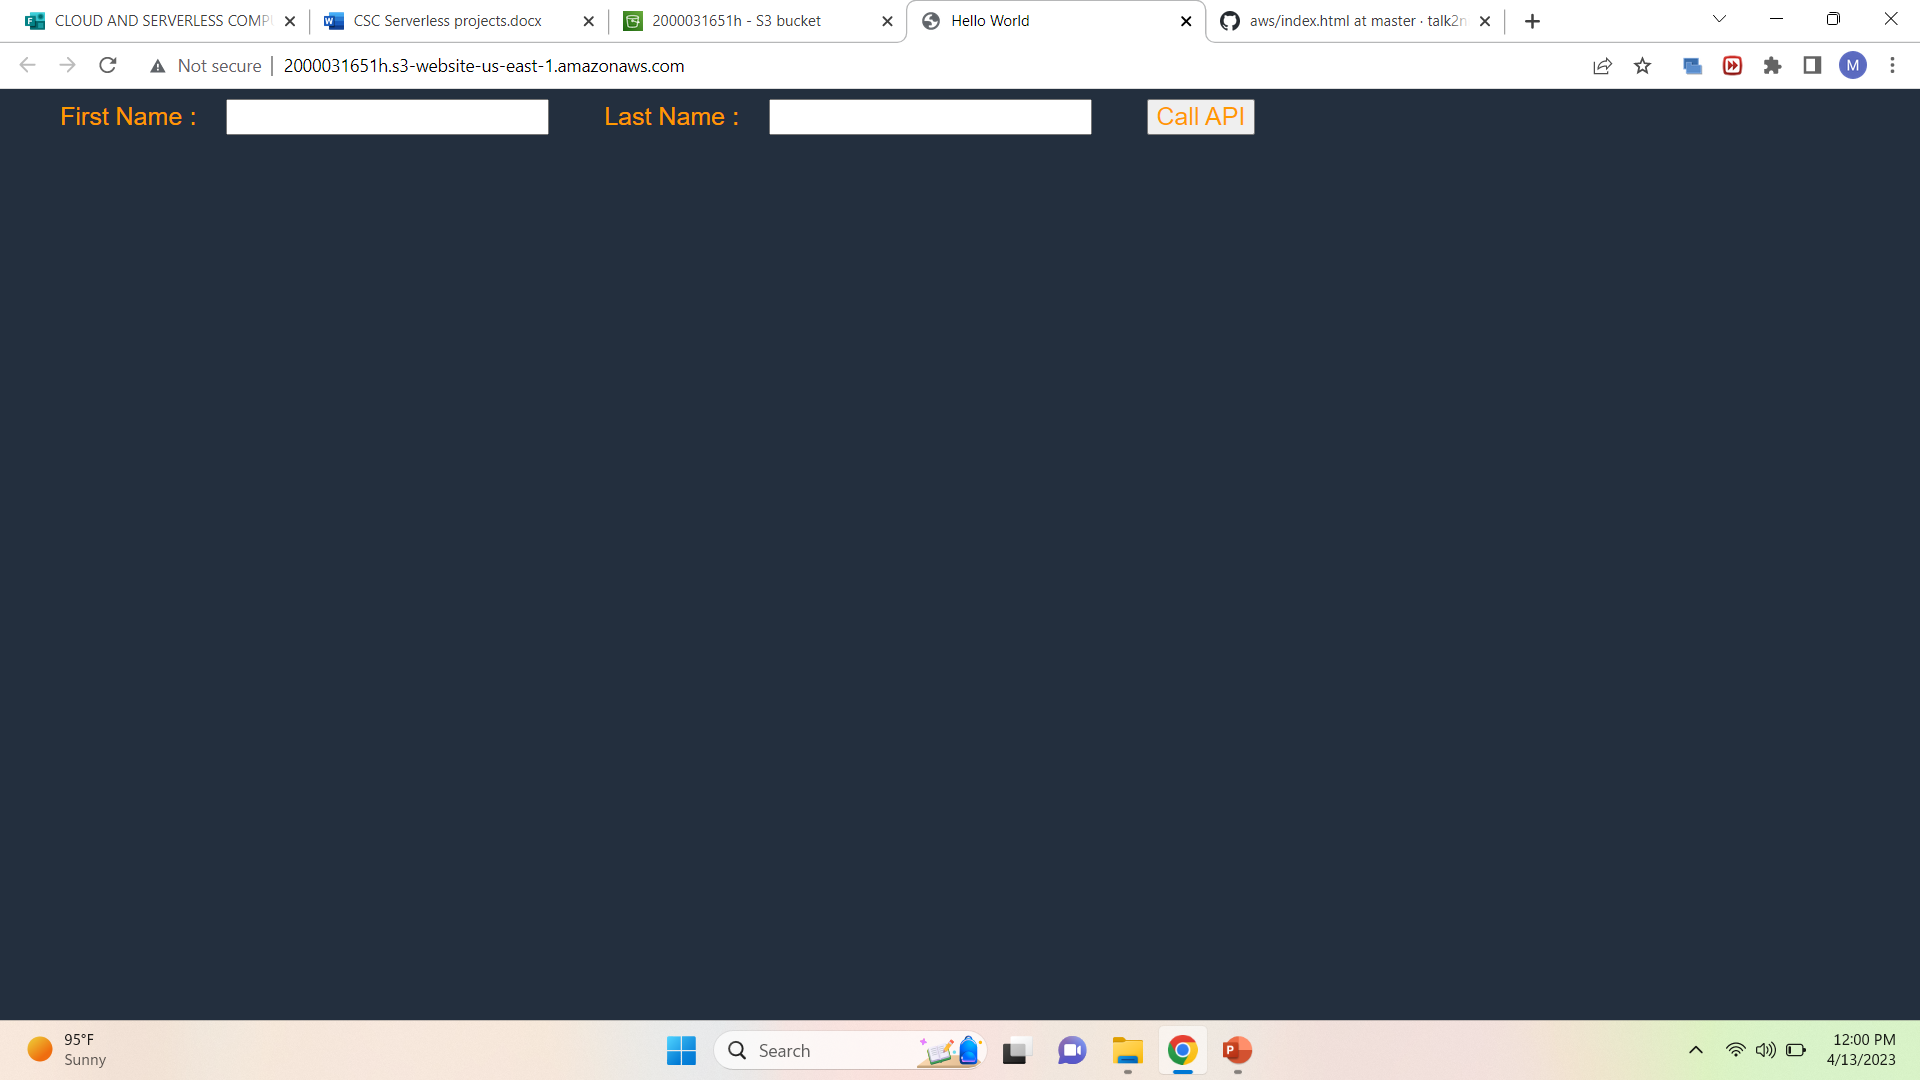 CLOUD AND SERVERLESS COMP
CSC Serverless projects.docx
2000031651h - S3 bucket
Hello World
aws/index.html at master · talk2n
Not secure
2000031651h.s3-website-us-east-1.amazonaws.com
M
First Name :
Last Name :
Call API
95°F
Sunny
Search
12:00 PM
4/13/2023